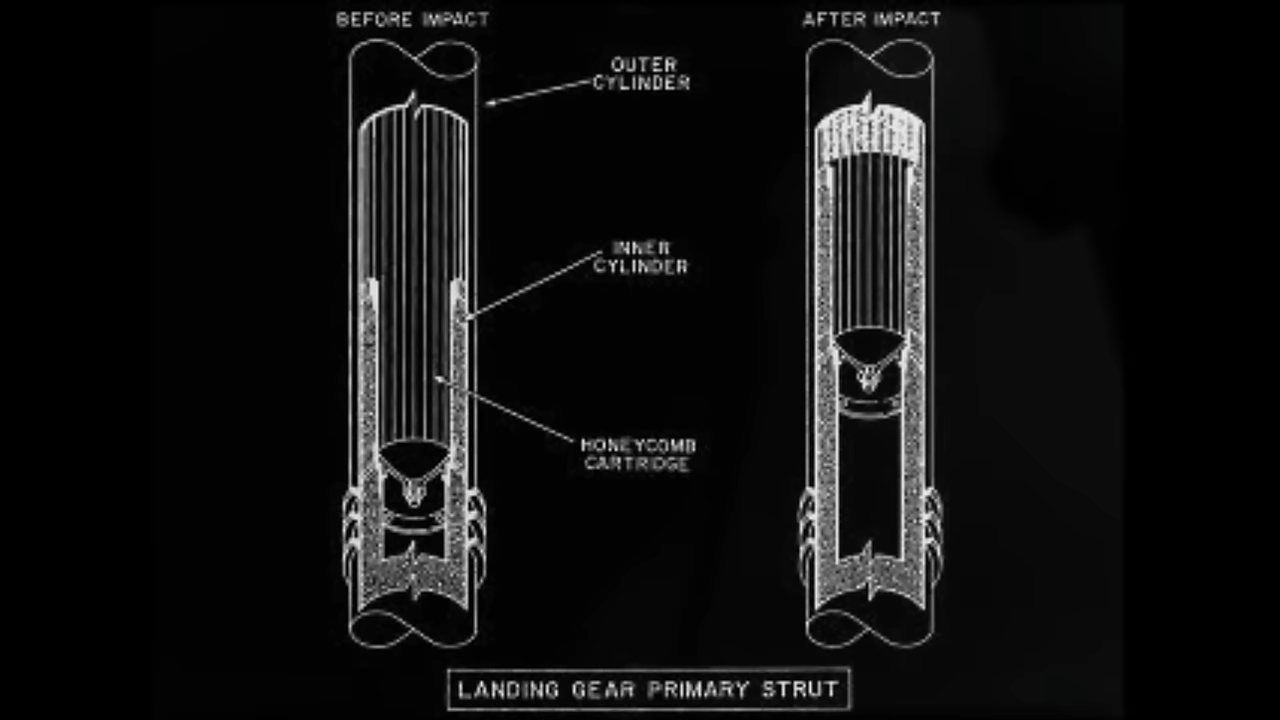 BEFORE IMPACT
AFTER IMPACT
OUTER
CYLINDER
INNER
CYLINDER
HONEYCOMB
CARTRIDGE
LANDING GEAR PRIMARY STRUT